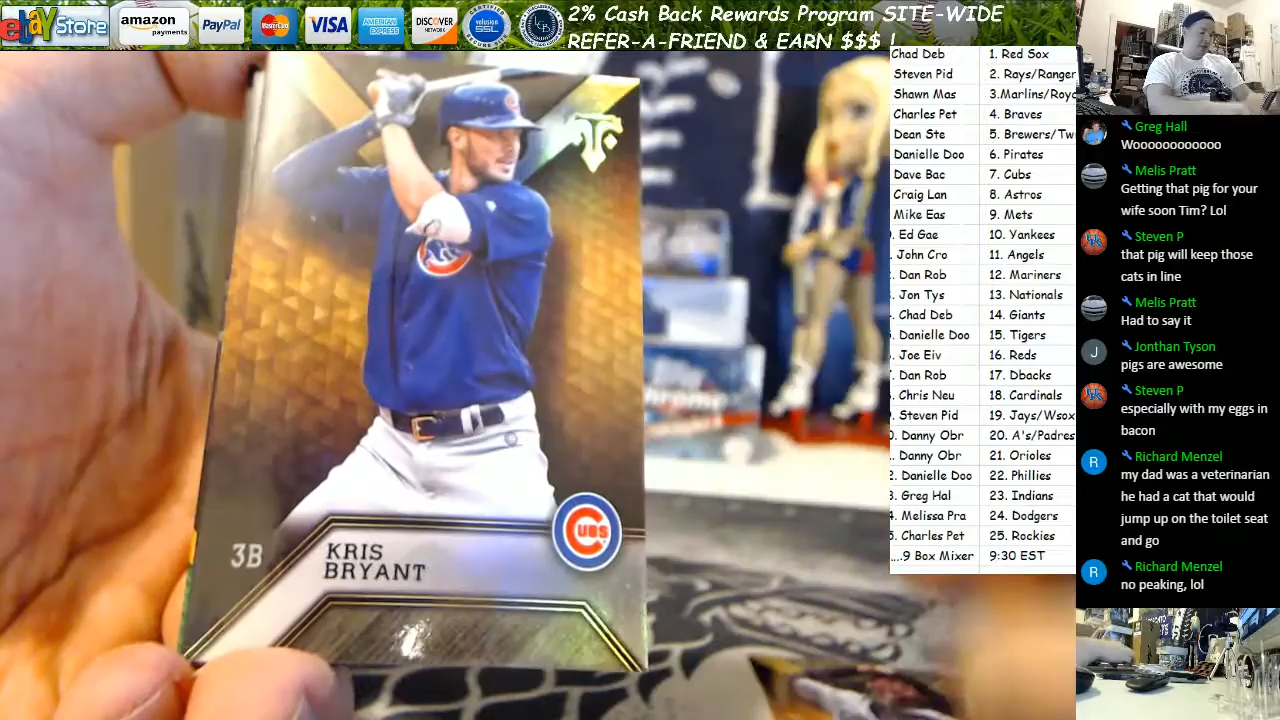 ebay Store
amazon
payments
PayPal
MasterCard
VISA
AMERICAN
EXPRESS
DISCOVER
NETWORK
volusion
SSL
LCB
2% Cash Back Rewards Program SITE-WIDE
REFER-A-FRIEND & EARN $$$ !
Chad Deb 1. Red Sox
Steven Pid 2. Rays/Ranger
Shawn Mas 3.Marlins/Roya
Charles Pet 4. Braves
Dean Ste 5. Brewers/Tw
Danielle Doo 6. Pirates
Dave Bac 7. Cubs
Craig Lan 8. Astros
Mike Eas 9. Mets
. Ed Gae 10. Yankees
. John Cro 11. Angels
. Dan Rob 12. Mariners
. Jon Tys 13. Nationals
. Chad Deb 14. Giants
. Danielle Doo 15. Tigers
. Joe Eiv 16. Reds
. Dan Rob 17. Dbacks
. Chris Neu 18. Cardinals
. Steven Pid 19. Jays/Wsox
. Danny Obr 20. A's/Padres
. Danny Obr 21. Orioles
. Danielle Doo 22. Phillies
. Greg Hal 23. Indians
. Melissa Pra 24. Dodgers
. Charles Pet 25. Rockies
....9 Box Mixer 9:30 EST
Greg Hall
Woooooooooooo
Melis Pratt
Getting that pig for your
wife soon Tim? Lol
Steven P
that pig will keep those
cats in line
Melis Pratt
Had to say it
J
Jonthan Tyson
pigs are awesome
Steven P
especially with my eggs in
bacon
R
Richard Menzel
my dad was a veterinarian
he had a cat that would
jump up on the toilet seat
and go
R
Richard Menzel
no peaking, lol
3B
KRIS
BRYANT
CUBS